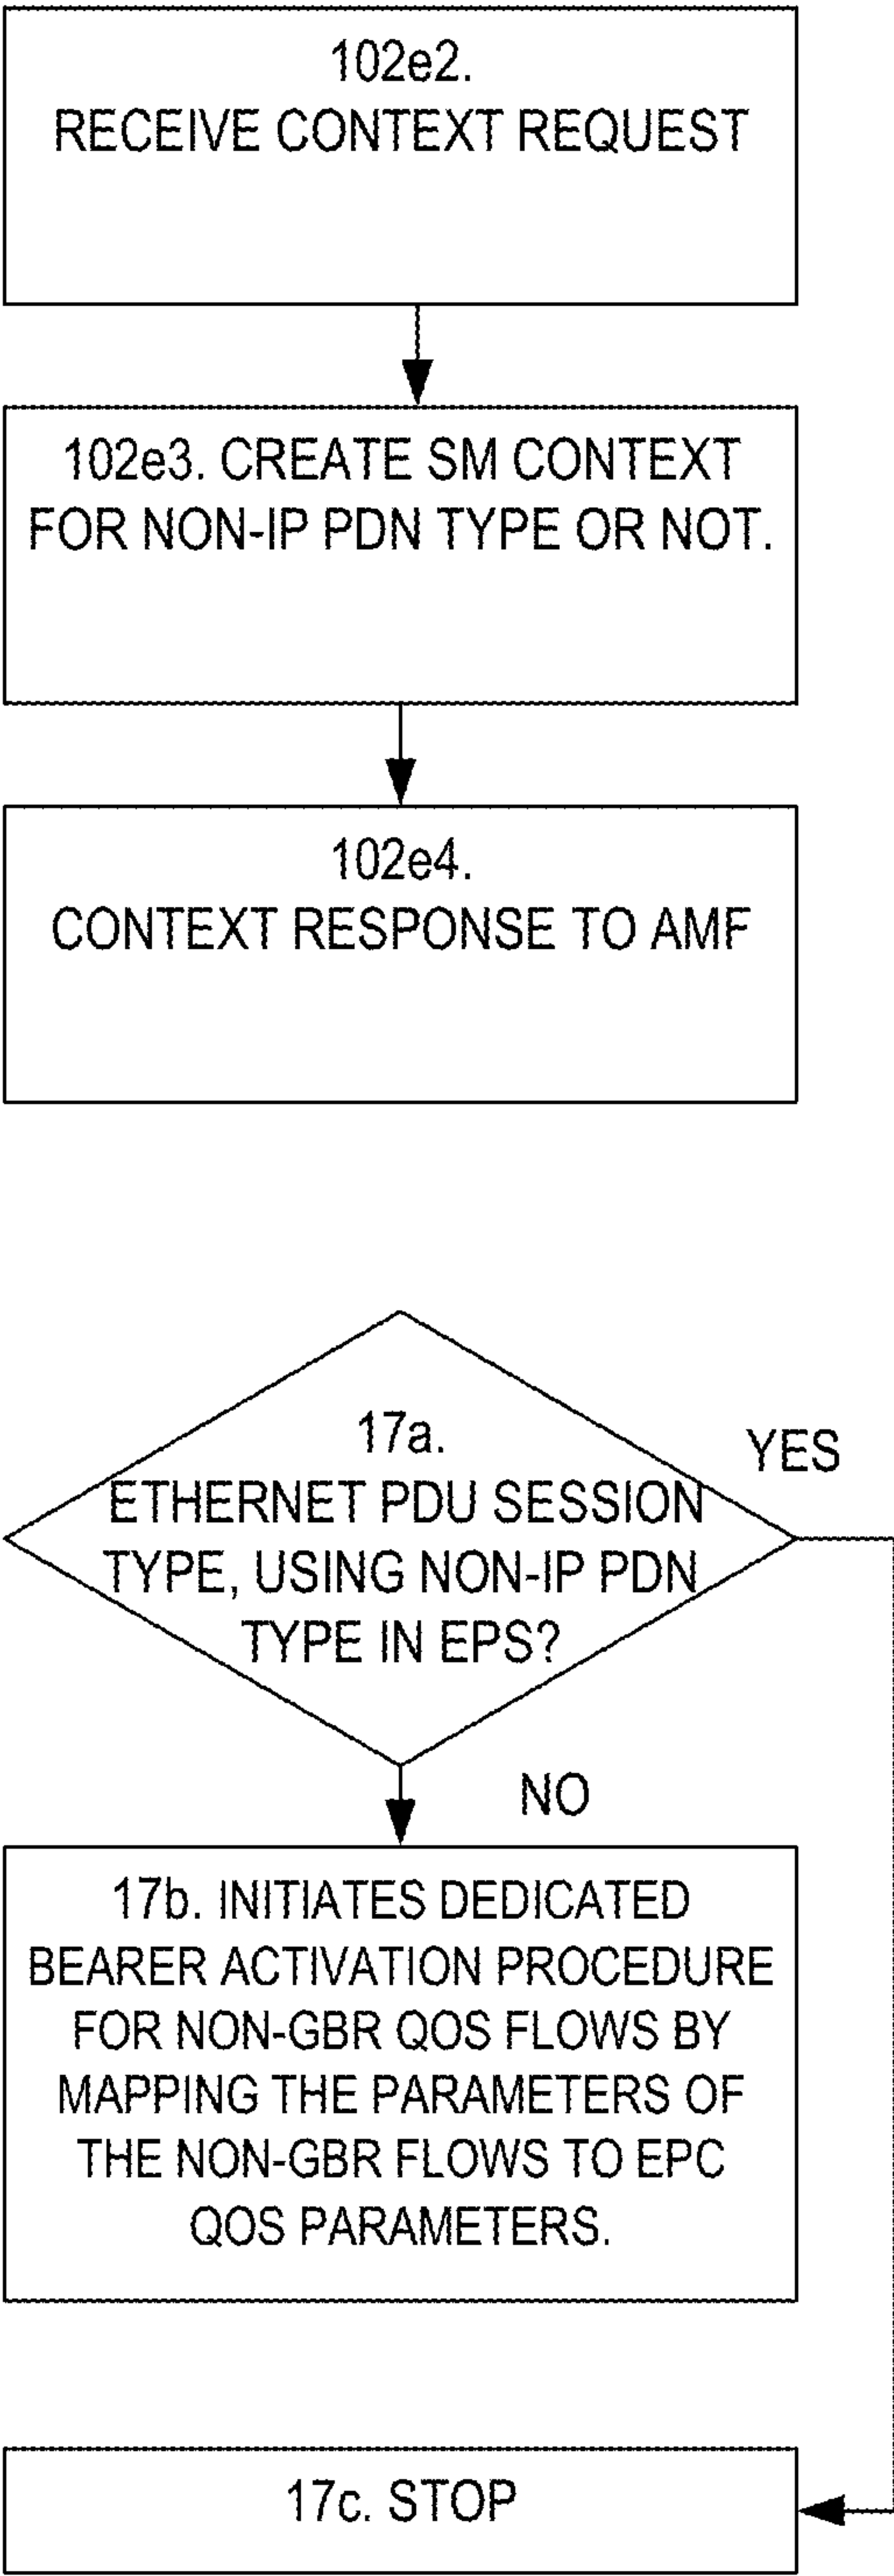 102e2.
RECEIVE CONTEXT REQUEST
102e3. CREATE SM CONTEXT
FOR NON-IP PDN TYPE OR NOT.
102e4.
CONTEXT RESPONSE TO AMF
17a.
ETHERNET PDU SESSION
TYPE, USING NON-IP PDN
TYPE IN EPS?
YES
NO
17b. INITIATES DEDICATED
BEARER ACTIVATION PROCEDURE
FOR NON-GBR QOS FLOWS BY
MAPPING THE PARAMETERS OF
THE NON-GBR FLOWS TO EPC
QOS PARAMETERS.
17c. STOP